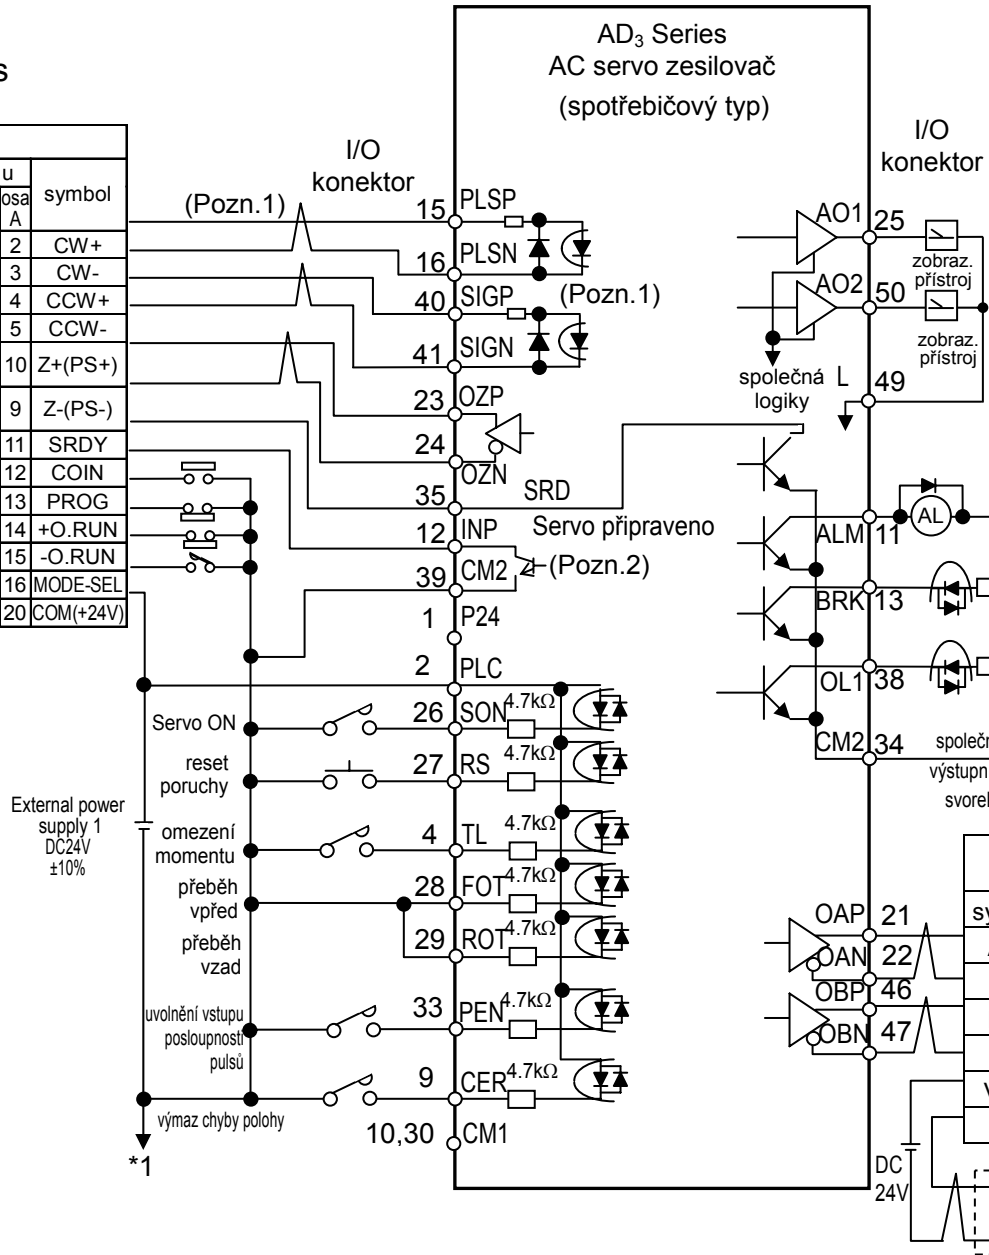 AD₃ Series
AC servo zesilovač
(spotřebičový typ)
s
I/O
konektor
I/O
konektor
u
osa
A
symbol
2 CW+
3 CW-
4 CCW+
5 CCW-
10 Z+(PS+)
9 Z-(PS-)
11 SRDY
12 COIN
13 PROG
14 +O.RUN
15 -O.RUN
16 MODE-SEL
20 COM(+24V)
(Pozn.1)
15 PLSP
16 PLSN
40 SIGP
(Pozn.1)
41 SIGN
23 OZP
24 OZN
35 SRD
Servo připraveno
12 INP
39 CM2
(Pozn.2)
1 P24
2 PLC
Servo ON 26 SON 4.7kΩ
reset
poruchy
27 RS 4.7kΩ
External power
supply 1
DC24V
±10%
omezení
momentu
4 TL 4.7kΩ
přeběh
vpřed
28 FOT 4.7kΩ
přeběh
vzad
29 ROT 4.7kΩ
uvolnění vstupu
posloupnosti
pulsů
33 PEN 4.7kΩ
9 CER 4.7kΩ
výmaz chyby polohy
10,30 CM1
*1
AO1 25
zobraz.
přístroj
AO2 50
zobraz.
přístroj
společná
logiky
L 49
ALM 11
AL
BRK 13
OL1 38
CM2 34
společn
výstupn
svorek
OAP 21
OAN 22
OBP 46
OBN 47
sy
DC
24V